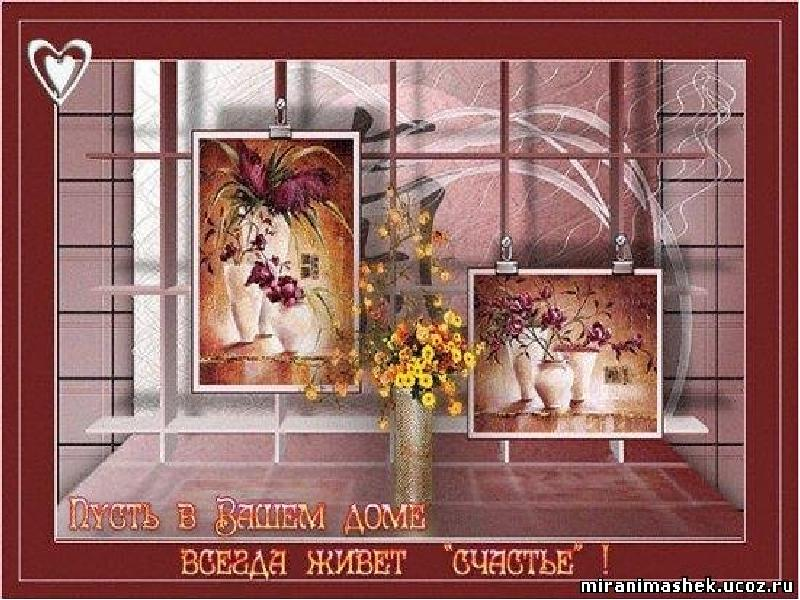 Пусть в Вашем доме
всегда живет "счастье" !
miranimashek.ucoz.ru